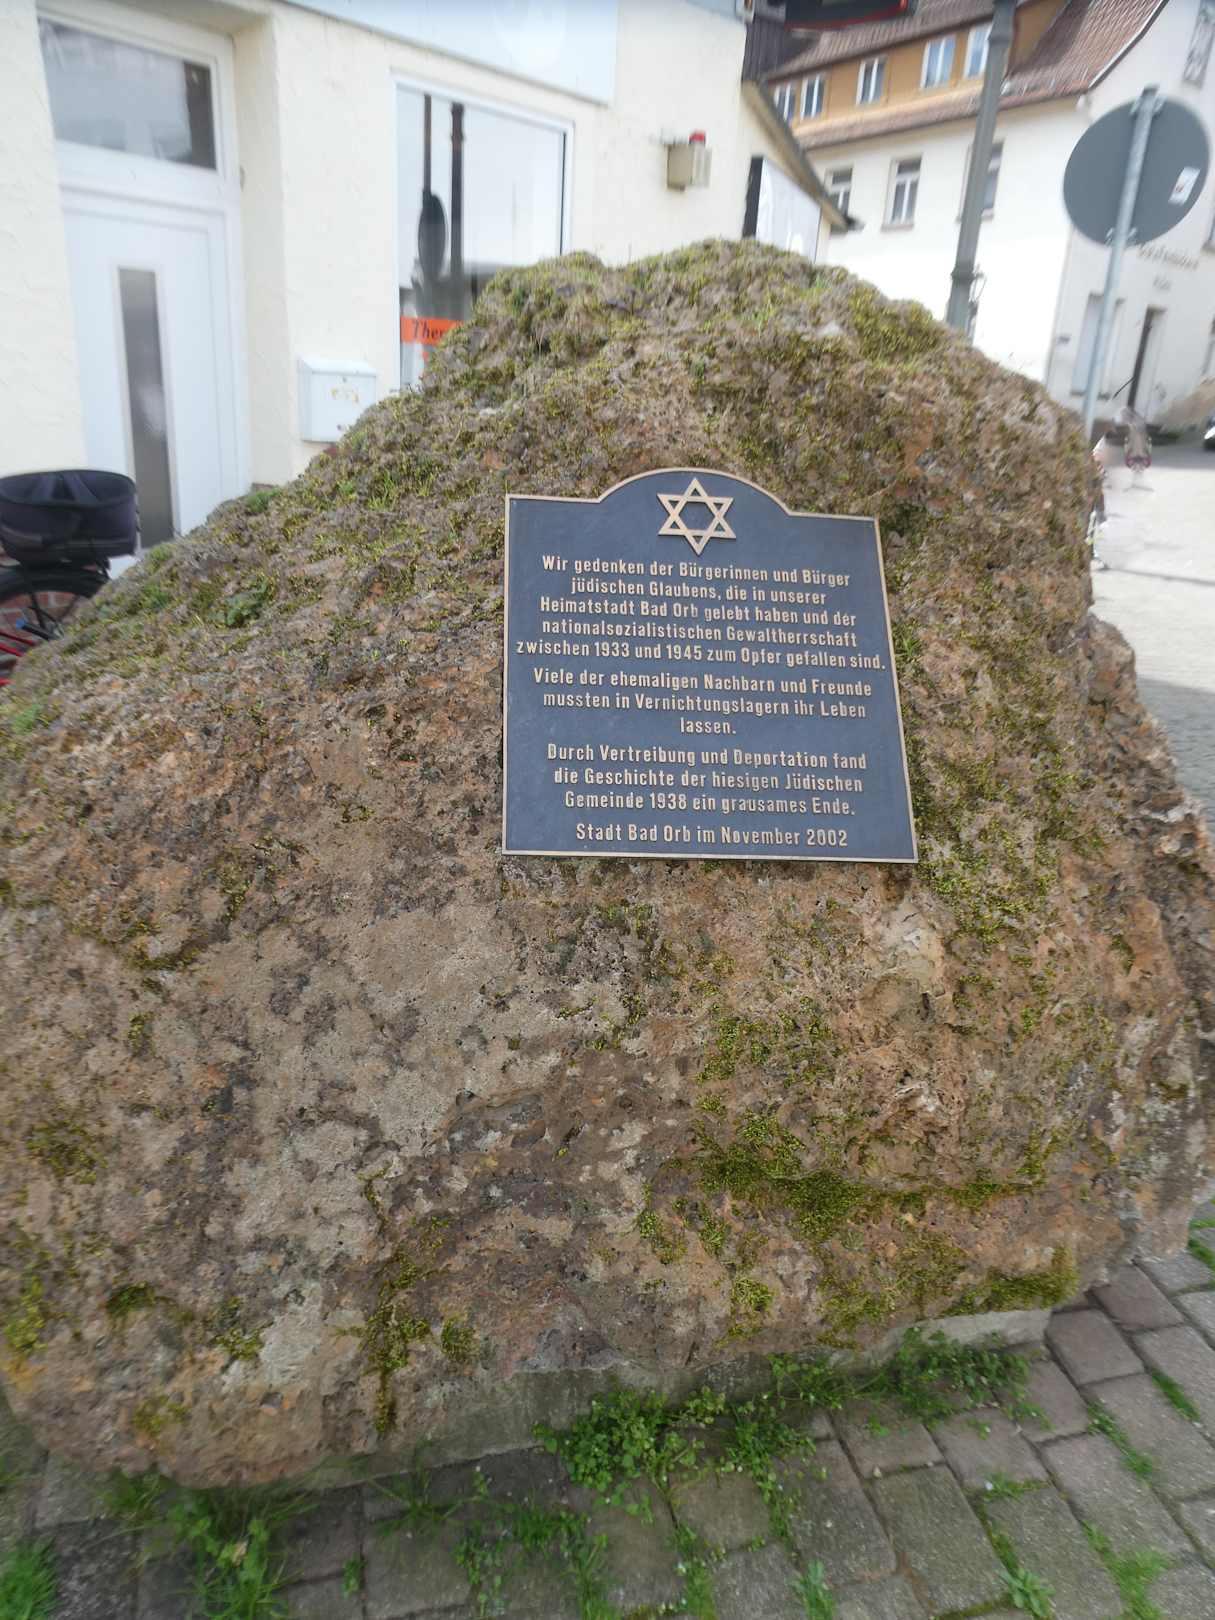 Ther
Wir gedenken der Bürgerinnen und Bürger
jüdischen Glaubens, die in unserer
Heimatstadt Bad Orb gelebt haben und der
nationalsozialistischen Gewaltherrschaft
zwischen 1933 und 1945 zum Opfer gefallen sind.
Viele der ehemaligen Nachbarn und Freunde
mussten in Vernichtungslagern ihr Leben
lassen.
Durch Vertreibung und Deportation fand
die Geschichte der hiesigen Jüdischen
Gemeinde 1938 ein grausames Ende.
Stadt Bad Orb im November 2002